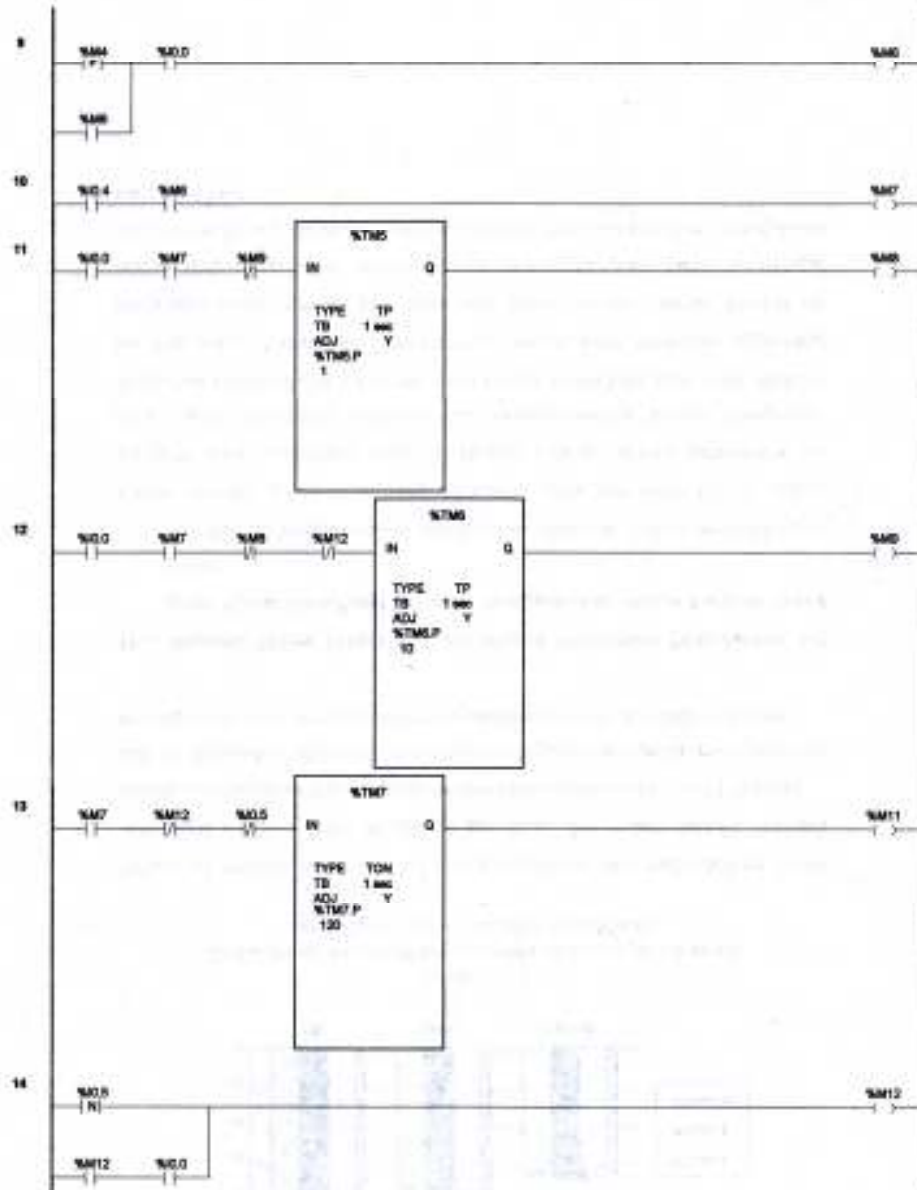 9
%M4 %I0.0 %M6
P
%M6
10
%I0.4 %M6 %M7
11
%I0.0 %M7 %M9 %TM5 %M8
IN Q
TYPE TP
TB 1 sec
ADJ Y
%TM5.P
1
12
%I0.0 %M7 %M8 %M12 %TM6 %M9
IN Q
TYPE TP
TB 1 sec
ADJ Y
%TM6.P
10
13
%M7 %M12 %I0.5 %TM7 %M11
IN Q
TYPE TON
TB 1 sec
ADJ Y
%TM7.P
120
14
%I0.5 %M12
N
%M12 %I0.0